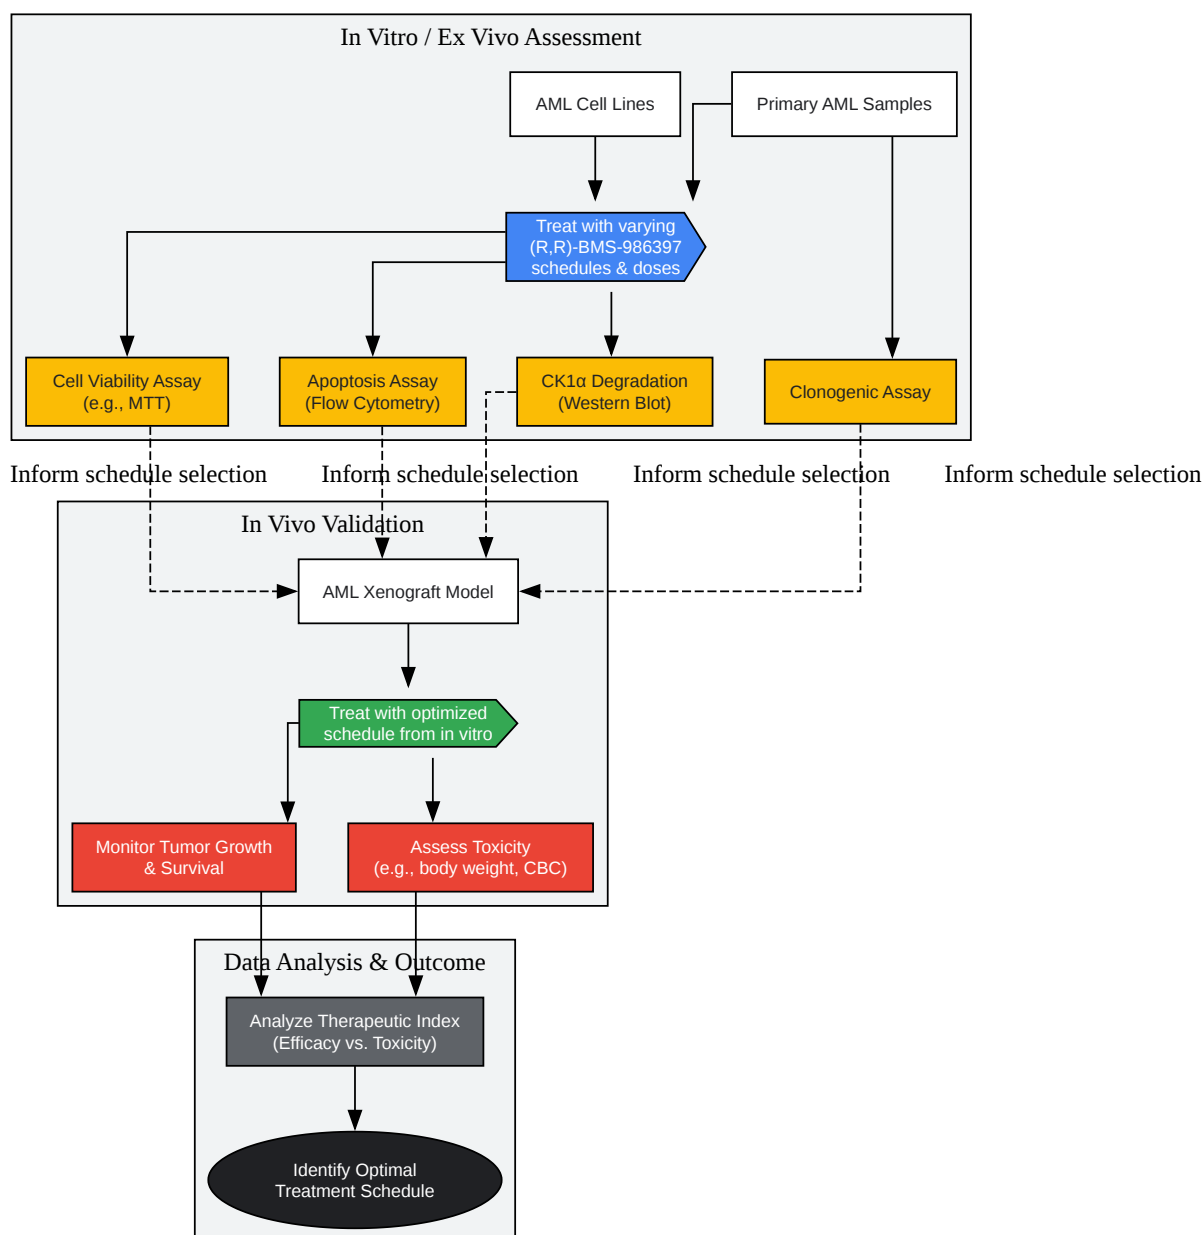 In Vitro / Ex Vivo Assessment
AML Cell Lines
Primary AML Samples
Treat with varying
(R,R)-BMS-986397
schedules & doses
Cell Viability Assay
(e.g., MTT)
Apoptosis Assay
(Flow Cytometry)
CK1α Degradation
(Western Blot)
Clonogenic Assay
Inform schedule selection
Inform schedule selection
Inform schedule selection
Inform schedule selection
In Vivo Validation
AML Xenograft Model
Treat with optimized
schedule from in vitro
Monitor Tumor Growth
& Survival
Assess Toxicity
(e.g., body weight, CBC)
Data Analysis & Outcome
Analyze Therapeutic Index
(Efficacy vs. Toxicity)
Identify Optimal
Treatment Schedule